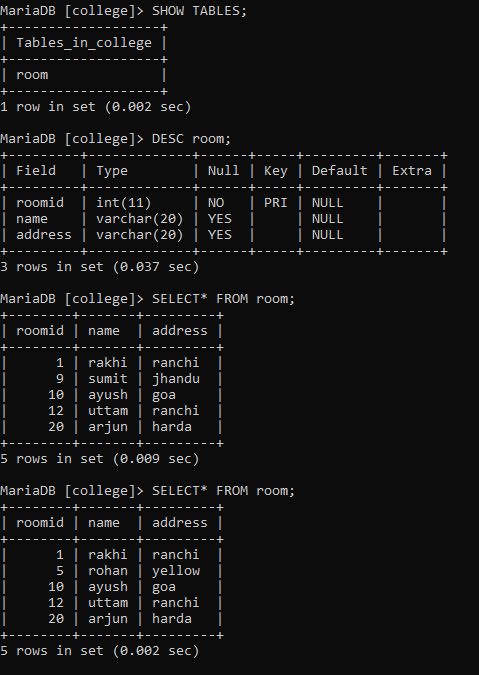 MariaDB [college]> SHOW TABLES;
+-------------------+
| Tables_in_college |
+-------------------+
| room              |
+-------------------+
1 row in set (0.002 sec)

MariaDB [college]> DESC room;
+---------+-------------+------+-----+---------+-------+
| Field   | Type        | Null | Key | Default | Extra |
+---------+-------------+------+-----+---------+-------+
| roomid  | int(11)     | NO   | PRI | NULL    |       |
| name    | varchar(20) | YES  |     | NULL    |       |
| address | varchar(20) | YES  |     | NULL    |       |
+---------+-------------+------+-----+---------+-------+
3 rows in set (0.037 sec)

MariaDB [college]> SELECT* FROM room;
+--------+-------+---------+
| roomid | name  | address |
+--------+-------+---------+
|      1 | rakhi | ranchi  |
|      9 | sumit | jhandu  |
|     10 | ayush | goa     |
|     12 | uttam | ranchi  |
|     20 | arjun | harda   |
+--------+-------+---------+
5 rows in set (0.009 sec)

MariaDB [college]> SELECT* FROM room;
+--------+-------+---------+
| roomid | name  | address |
+--------+-------+---------+
|      1 | rakhi | ranchi  |
|      5 | rohan | yellow  |
|     10 | ayush | goa     |
|     12 | uttam | ranchi  |
|     20 | arjun | harda   |
+--------+-------+---------+
5 rows in set (0.002 sec)